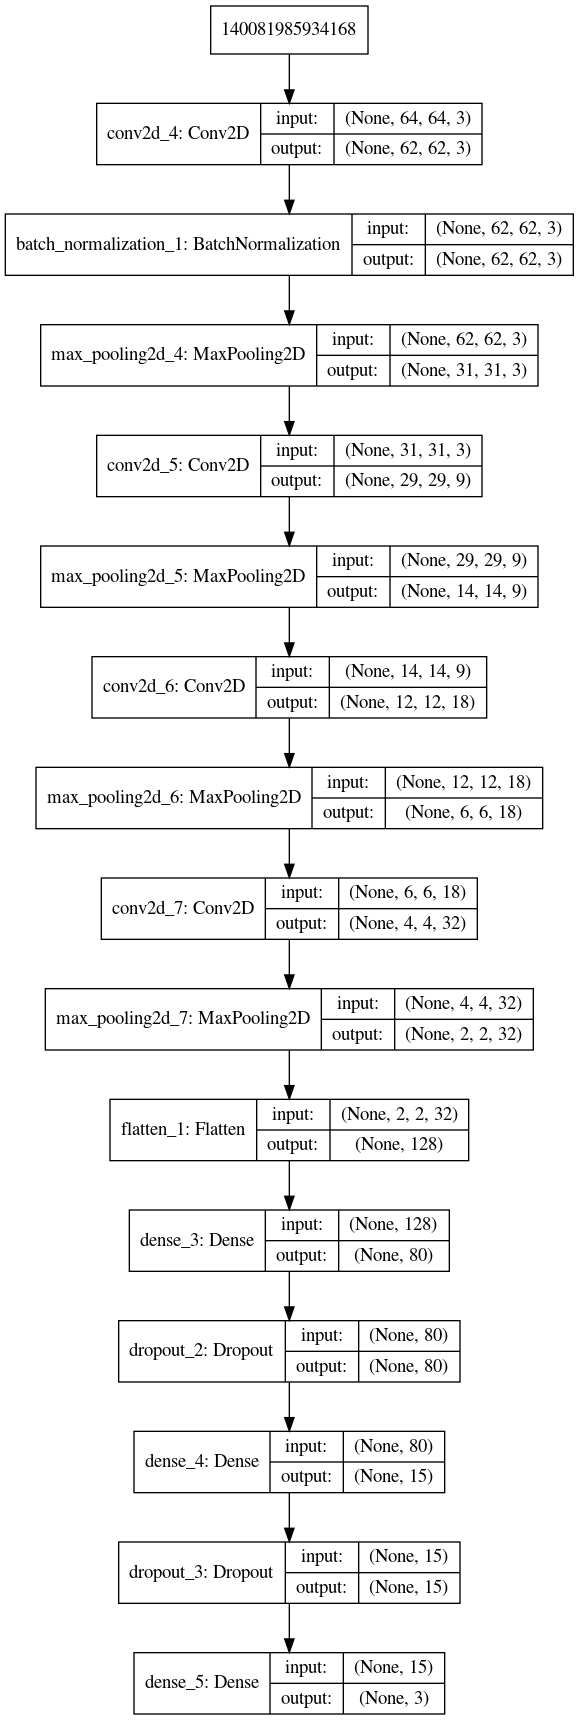 140081985934168
conv2d_4: Conv2D input: (None, 64, 64, 3)
output: (None, 62, 62, 3)
batch_normalization_1: BatchNormalization input: (None, 62, 62, 3)
output: (None, 62, 62, 3)
max_pooling2d_4: MaxPooling2D input: (None, 62, 62, 3)
output: (None, 31, 31, 3)
conv2d_5: Conv2D input: (None, 31, 31, 3)
output: (None, 29, 29, 9)
max_pooling2d_5: MaxPooling2D input: (None, 29, 29, 9)
output: (None, 14, 14, 9)
conv2d_6: Conv2D input: (None, 14, 14, 9)
output: (None, 12, 12, 18)
max_pooling2d_6: MaxPooling2D input: (None, 12, 12, 18)
output: (None, 6, 6, 18)
conv2d_7: Conv2D input: (None, 6, 6, 18)
output: (None, 4, 4, 32)
max_pooling2d_7: MaxPooling2D input: (None, 4, 4, 32)
output: (None, 2, 2, 32)
flatten_1: Flatten input: (None, 2, 2, 32)
output: (None, 128)
dense_3: Dense input: (None, 128)
output: (None, 80)
dropout_2: Dropout input: (None, 80)
output: (None, 80)
dense_4: Dense input: (None, 80)
output: (None, 15)
dropout_3: Dropout input: (None, 15)
output: (None, 15)
dense_5: Dense input: (None, 15)
output: (None, 3)